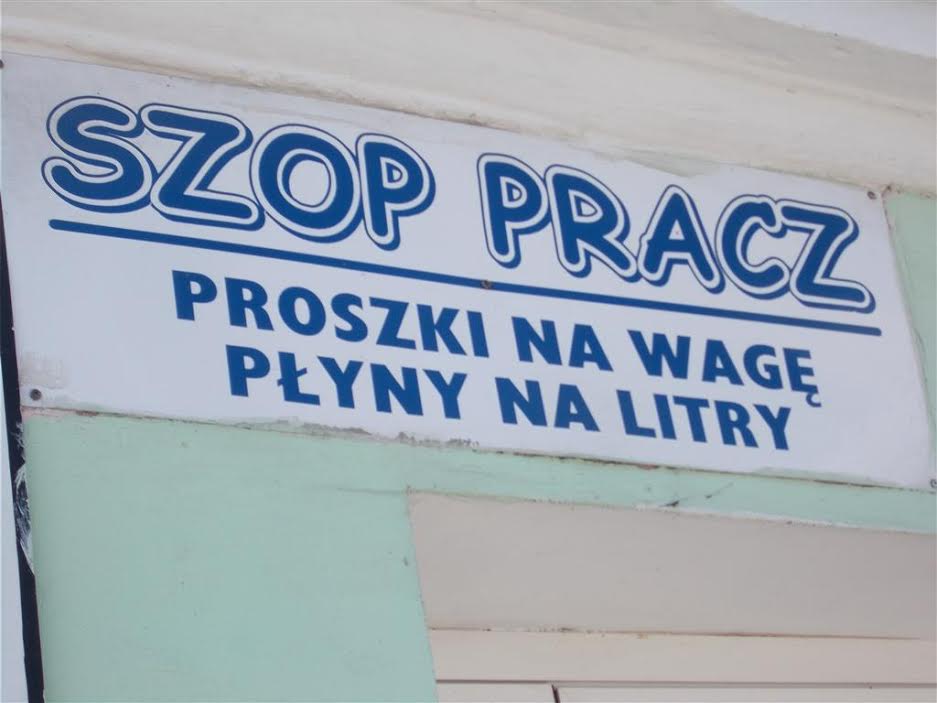 SZOP PRACZ
PROSZKI NA WAGĘ
PŁYNY NA LITRY